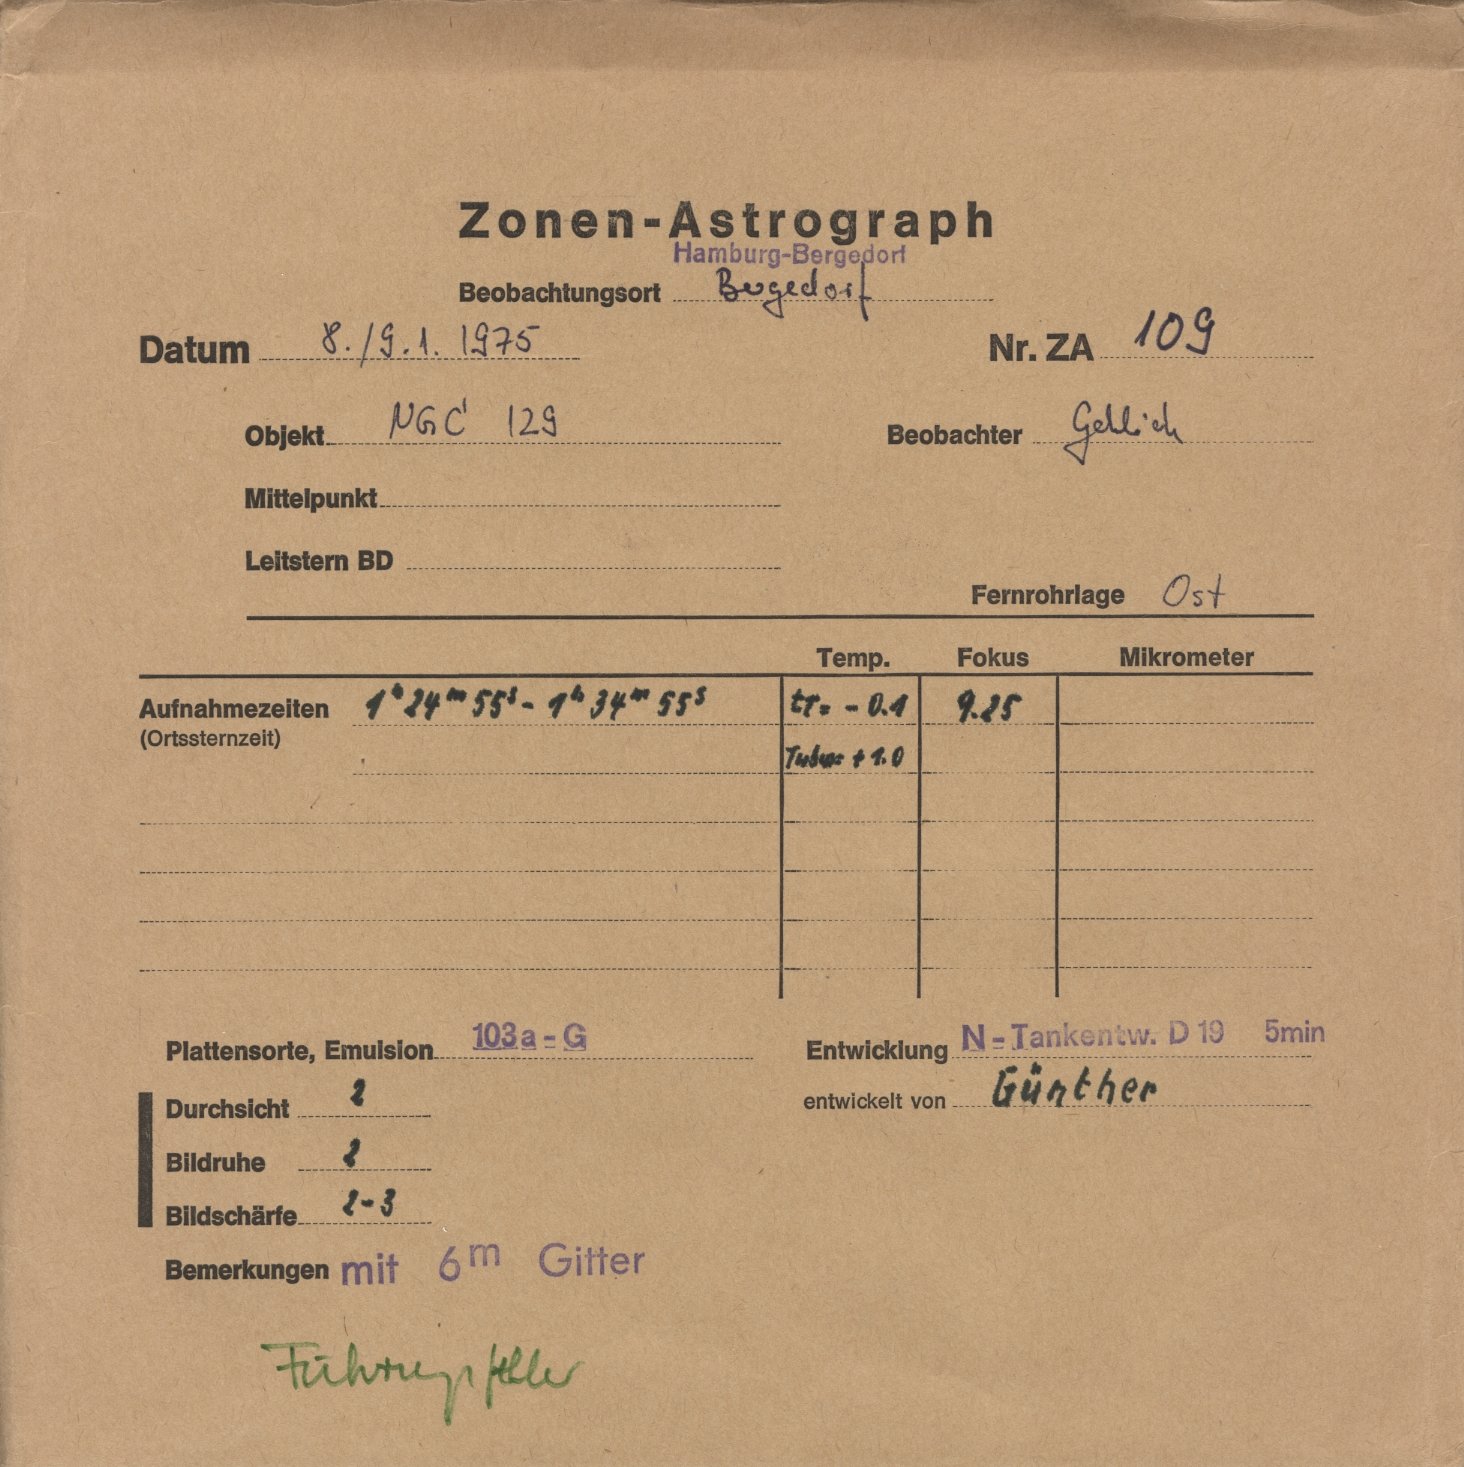 Zonen-Astrograph
Hamburg-Bergedorf
Beobachtungsort Bergedorf
Datum 8./9.1. 1975
Nr. ZA 109
Objekt NGC 129
Beobachter Gehlich
Mittelpunkt
Leitstern BD
Fernrohrlage Ost
Temp. Fokus Mikrometer
Aufnahmezeiten 1h 24m 55s - 1h 34m 55s tr= - 0.1 9.25
(Ortssternzeit)
Tubus + 1.0
Plattensorte, Emulsion 103a-G
Entwicklung N-Tankentw. D 19 5min
Durchsicht 2
entwickelt von Günther
Bildruhe 2
Bildschärfe 2-3
Bemerkungen mit 6m Gitter
Führungsfehler